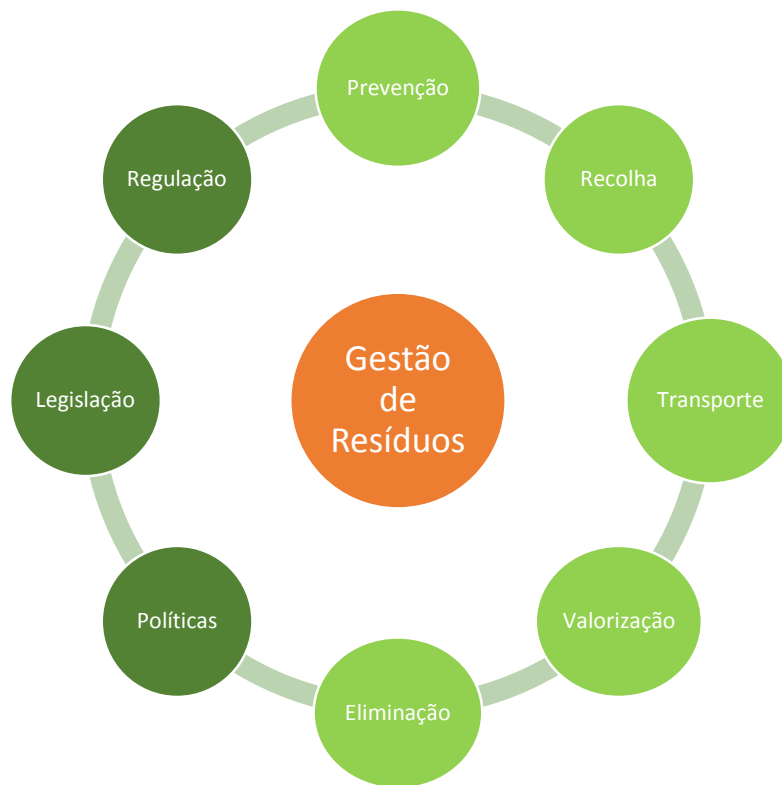 Prevenção
Regulação
Recolha
Gestão
de
Resíduos
Legislação
Transporte
Políticas
Valorização
Eliminação